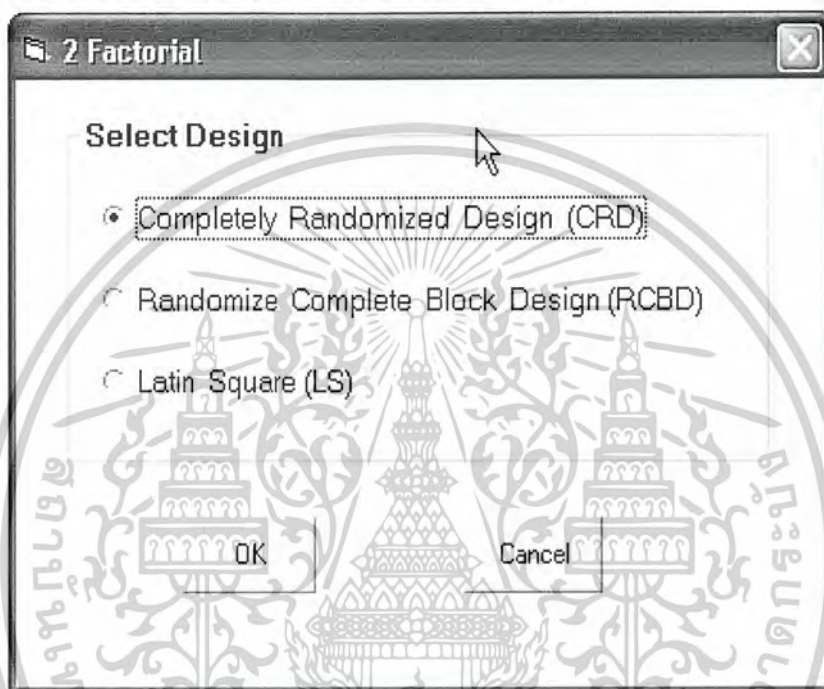 2 Factorial
Select Design
Completely Randomized Design (CRD)
Randomize Complete Block Design (RCBD)
Latin Square (LS)
OK
Cancel